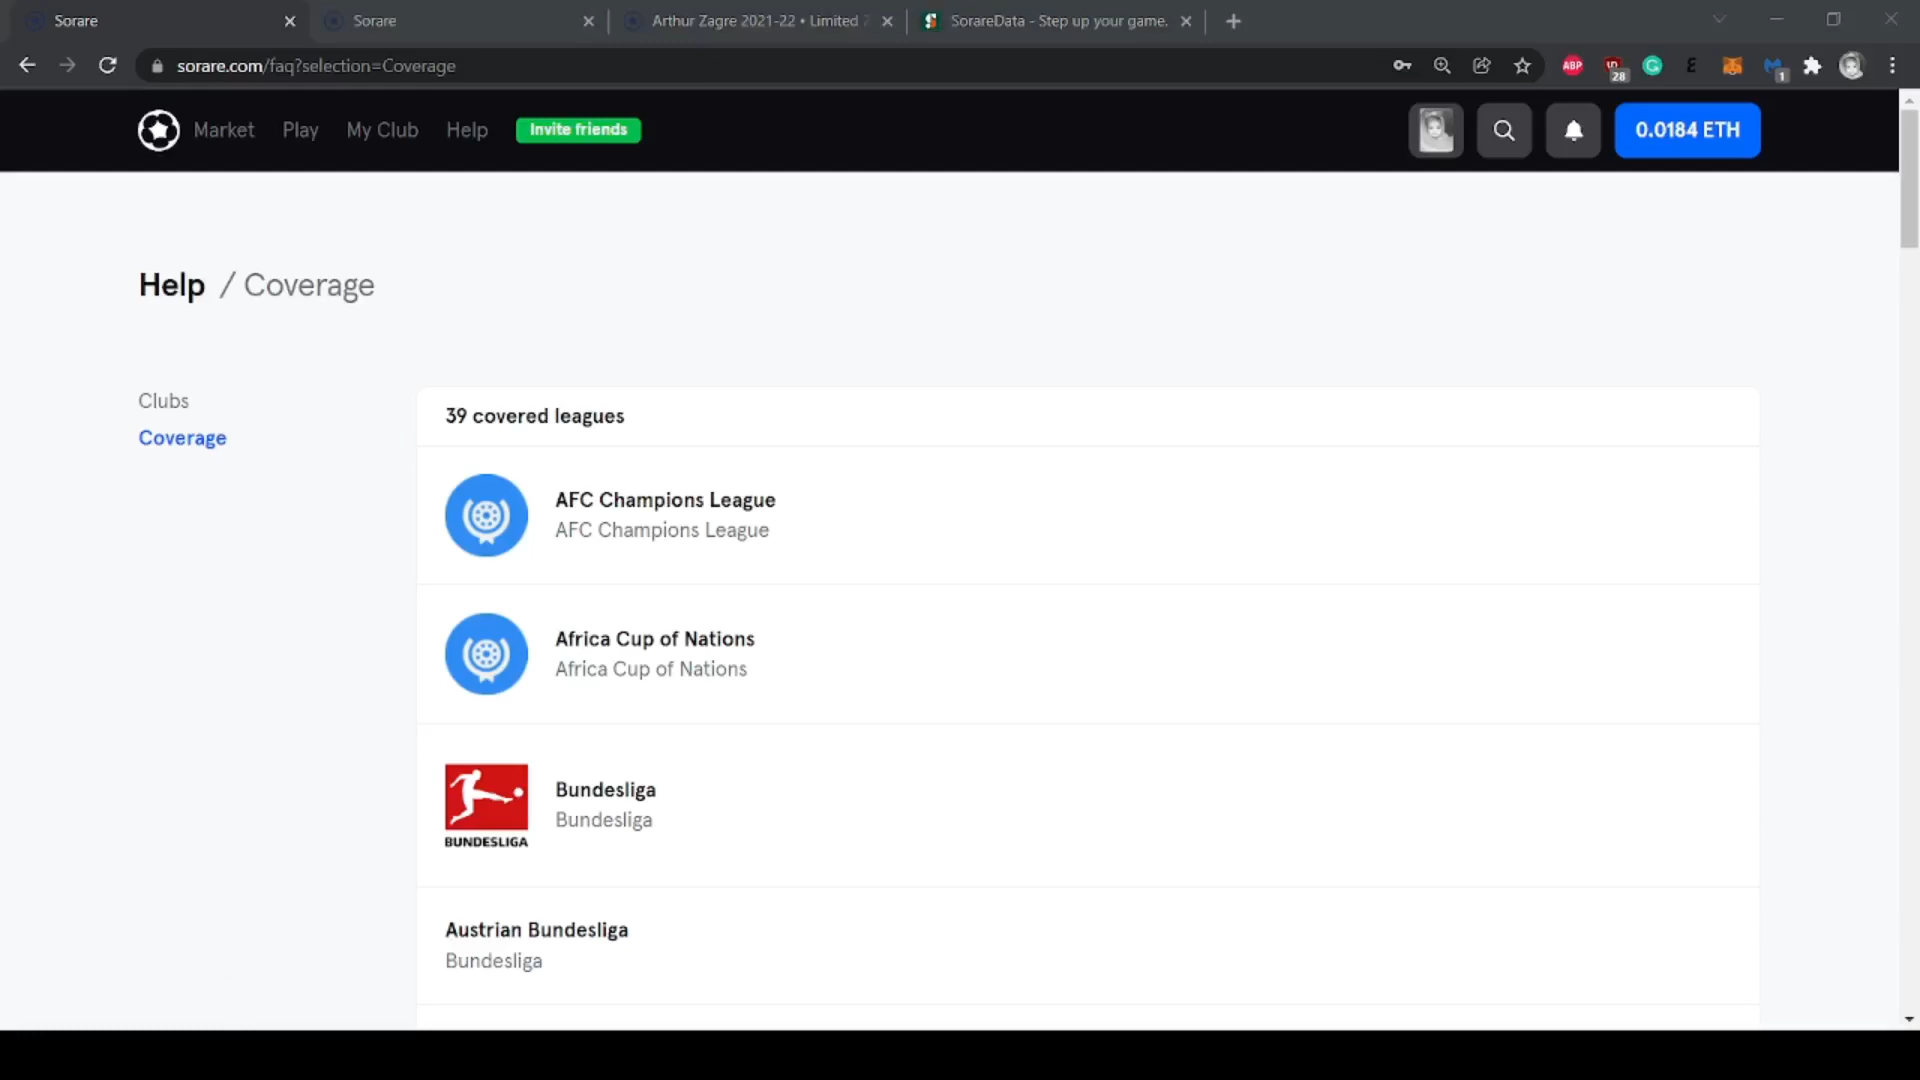 Sorare
Sorare
Arthur Zagre 2021-22 • Limited
SorareData - Step up your game.
sorare.com/faq?selection=Coverage
ABP
28
1
Market
Play
My Club
Help
Invite friends
0.0184 ETH
Help / Coverage
Clubs
Coverage
39 covered leagues
AFC Champions League
AFC Champions League
Africa Cup of Nations
Africa Cup of Nations
BUNDESLIGA
Bundesliga
Bundesliga
Austrian Bundesliga
Bundesliga